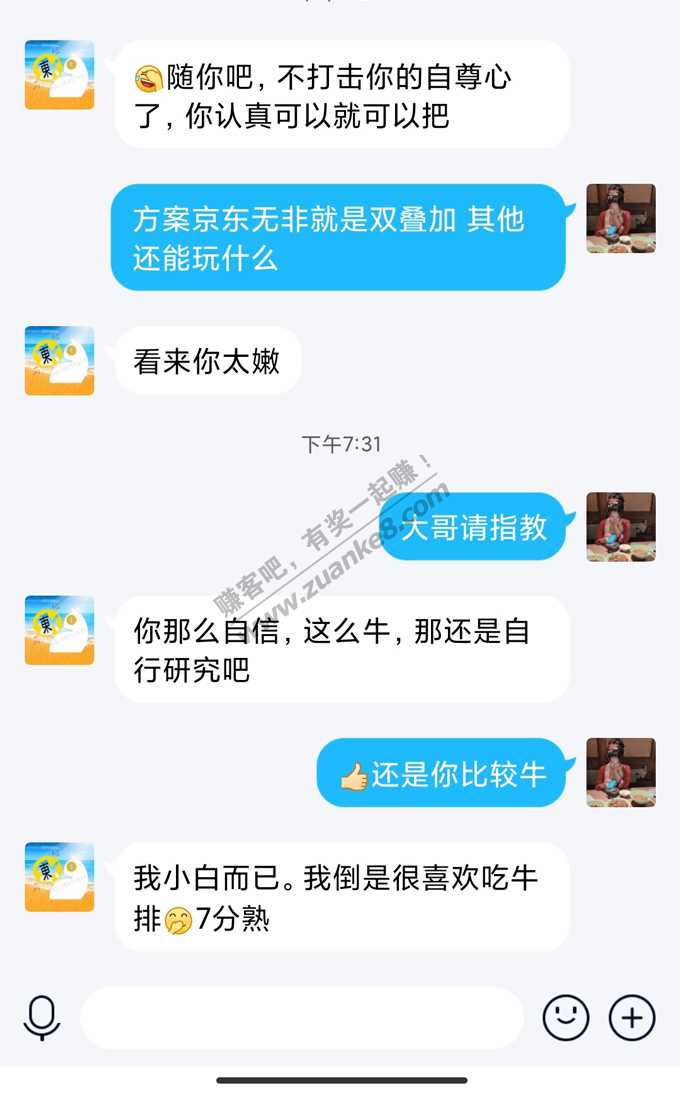 🤣随你吧，不打击你的自尊心
了，你认真可以就可以把
方案京东无非就是双叠加 其他
还能玩什么
東
看来你太嫩
下午7:31
大哥请指教
赚客吧，有奖一起赚！
www.zuanke8.com
你那么自信，这么牛，那还是自
行研究吧
👍还是你比较牛
我小白而已。我倒是很喜欢吃牛
排🤭7分熟